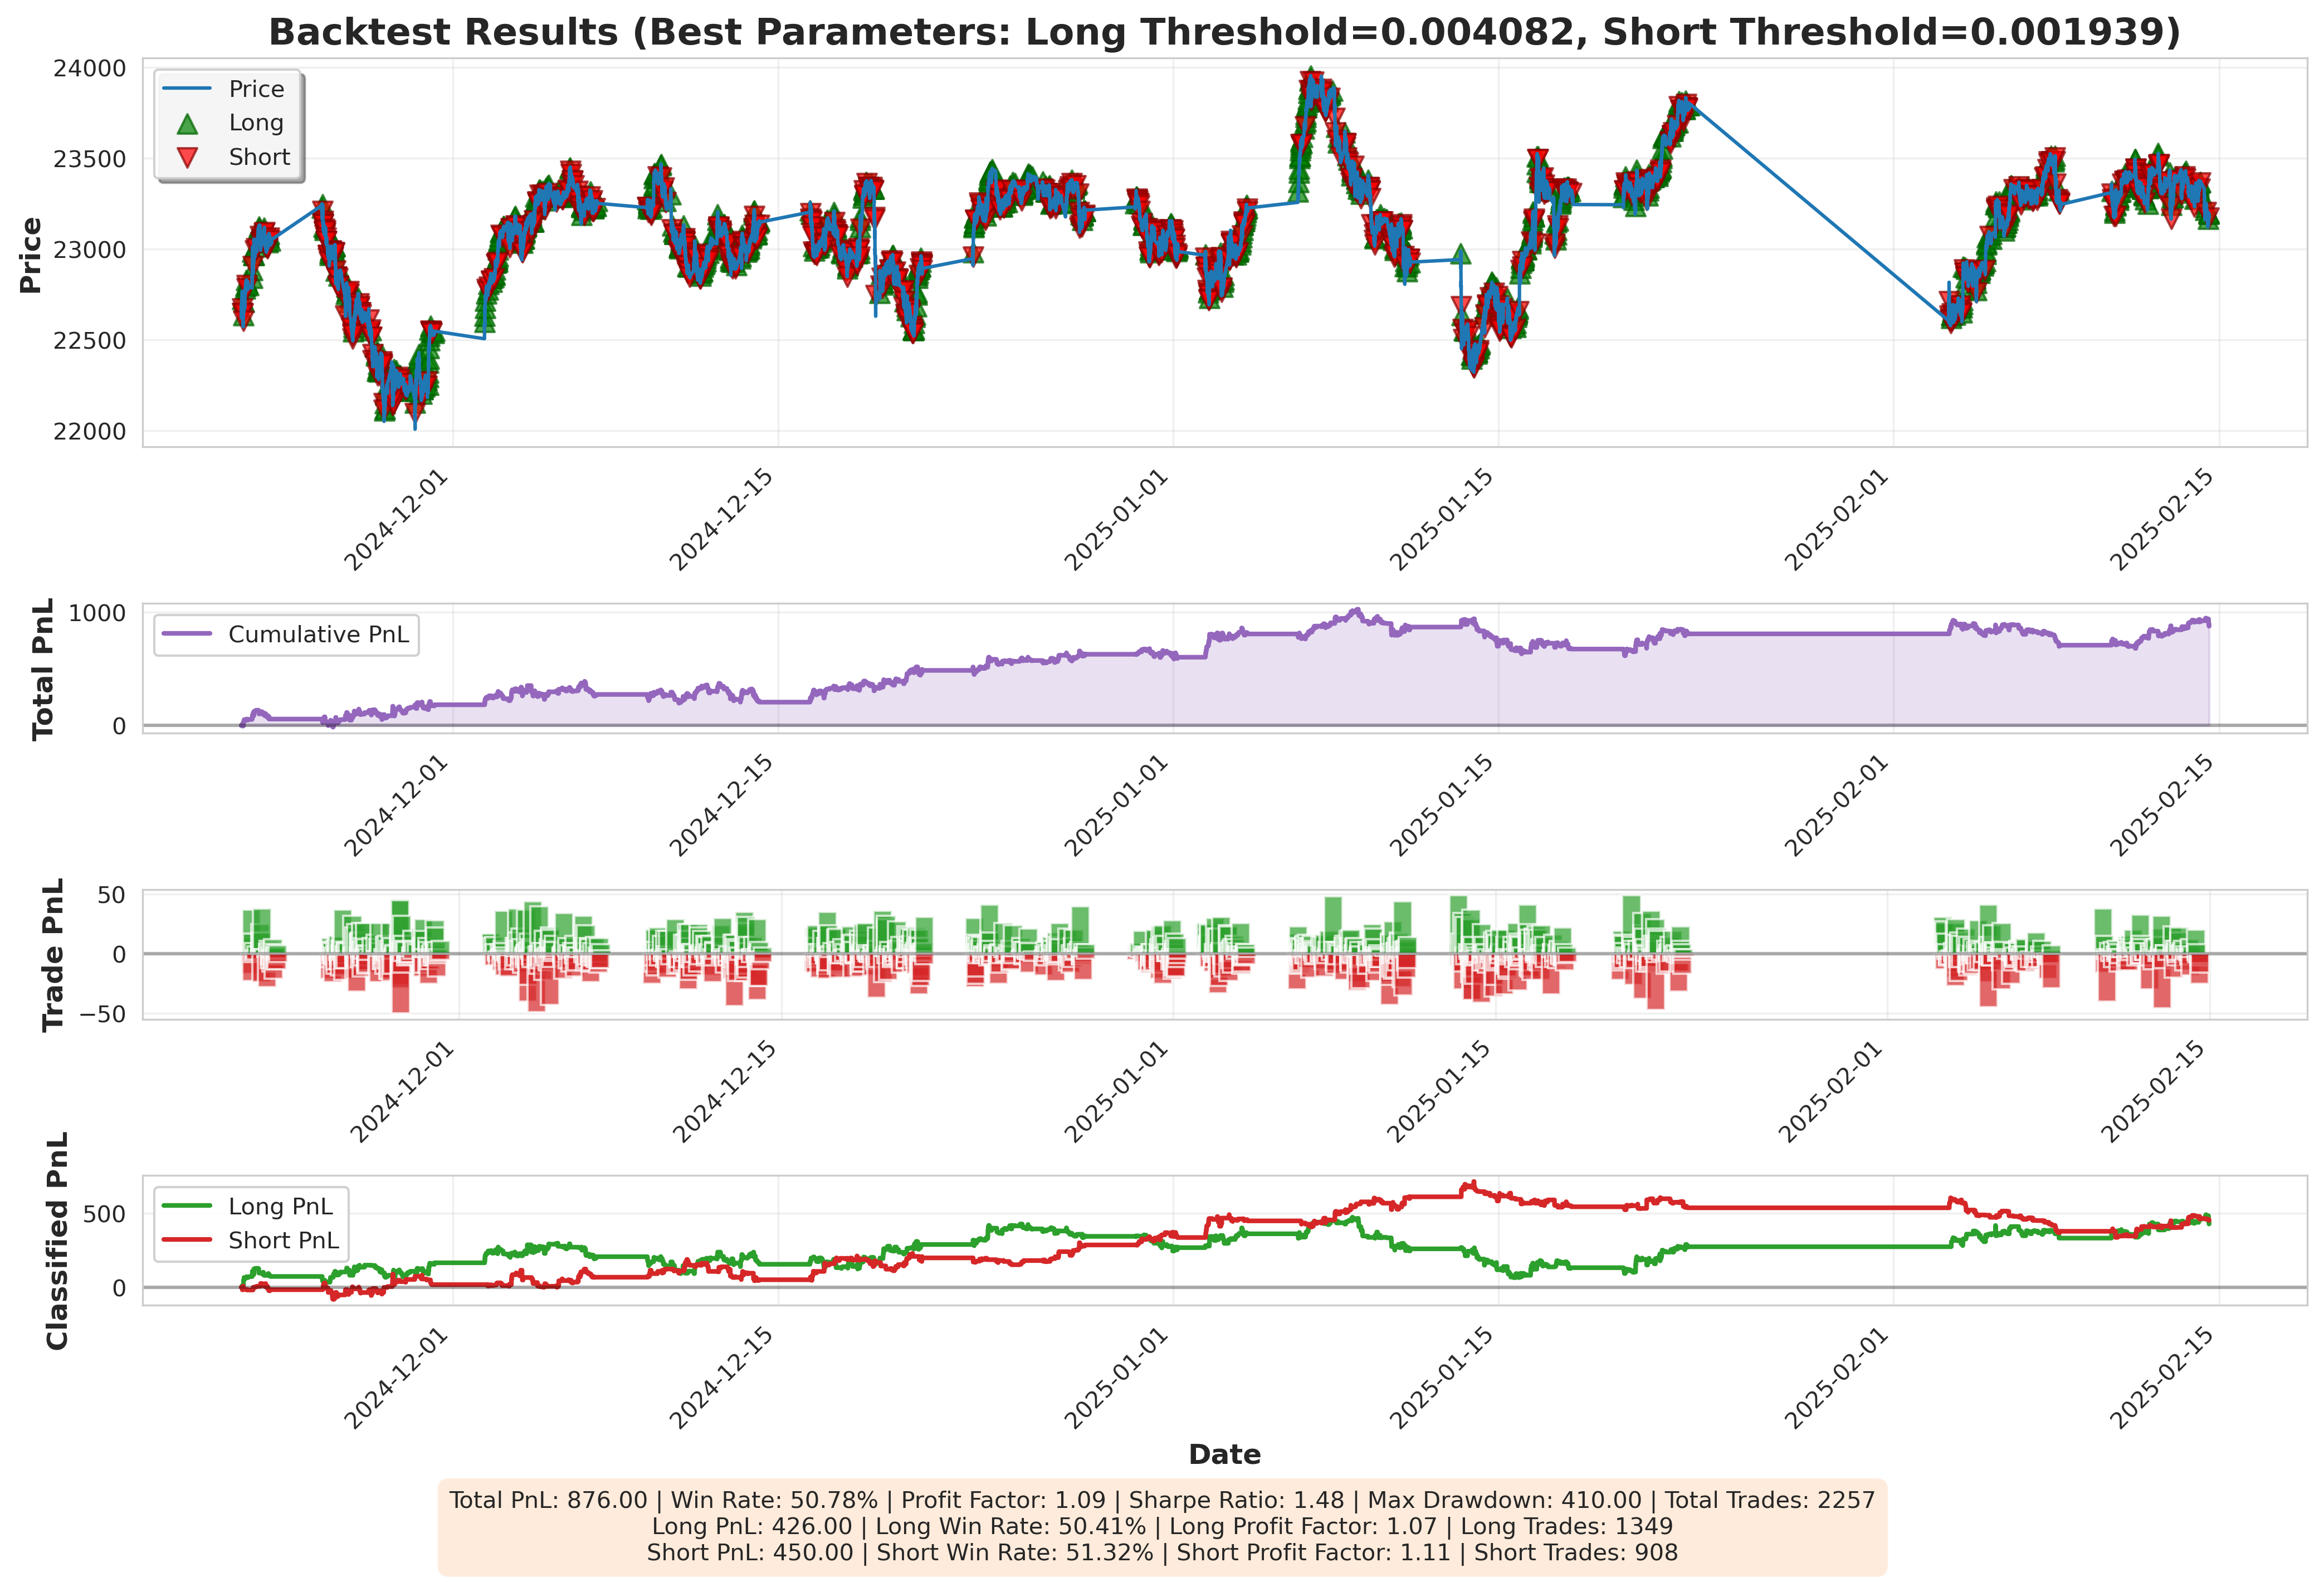 Backtest Results (Best Parameters: Long Threshold=0.004082, Short Threshold=0.001939)
24000
23500
23000
22500
22000
Price
Price
Long
Short
2024-12-01
2024-12-15
2025-01-01
2025-01-15
2025-02-01
2025-02-15
1000
0
Total PnL
Cumulative PnL
2024-12-01
2024-12-15
2025-01-01
2025-01-15
2025-02-01
2025-02-15
50
0
−50
Trade PnL
2024-12-01
2024-12-15
2025-01-01
2025-01-15
2025-02-01
2025-02-15
500
0
Classified PnL
Long PnL
Short PnL
2024-12-01
2024-12-15
2025-01-01
2025-01-15
2025-02-01
2025-02-15
Date
Total PnL: 876.00 | Win Rate: 50.78% | Profit Factor: 1.09 | Sharpe Ratio: 1.48 | Max Drawdown: 410.00 | Total Trades: 2257
Long PnL: 426.00 | Long Win Rate: 50.41% | Long Profit Factor: 1.07 | Long Trades: 1349
Short PnL: 450.00 | Short Win Rate: 51.32% | Short Profit Factor: 1.11 | Short Trades: 908